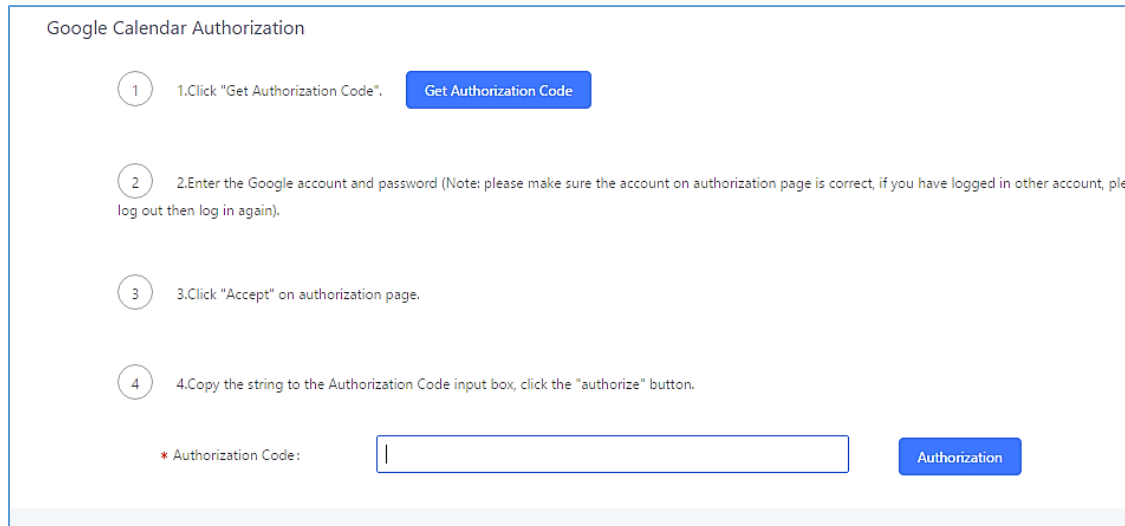 Google Calendar Authorization
1 1.Click "Get Authorization Code". Get Authorization Code
2 2.Enter the Google account and password (Note: please make sure the account on authorization page is correct, if you have logged in other account,
log out then log in again).
3 3.Click "Accept" on authorization page.
4 4.Copy the string to the Authorization Code input box, click the "authorize" button.
* Authorization Code: Authorization